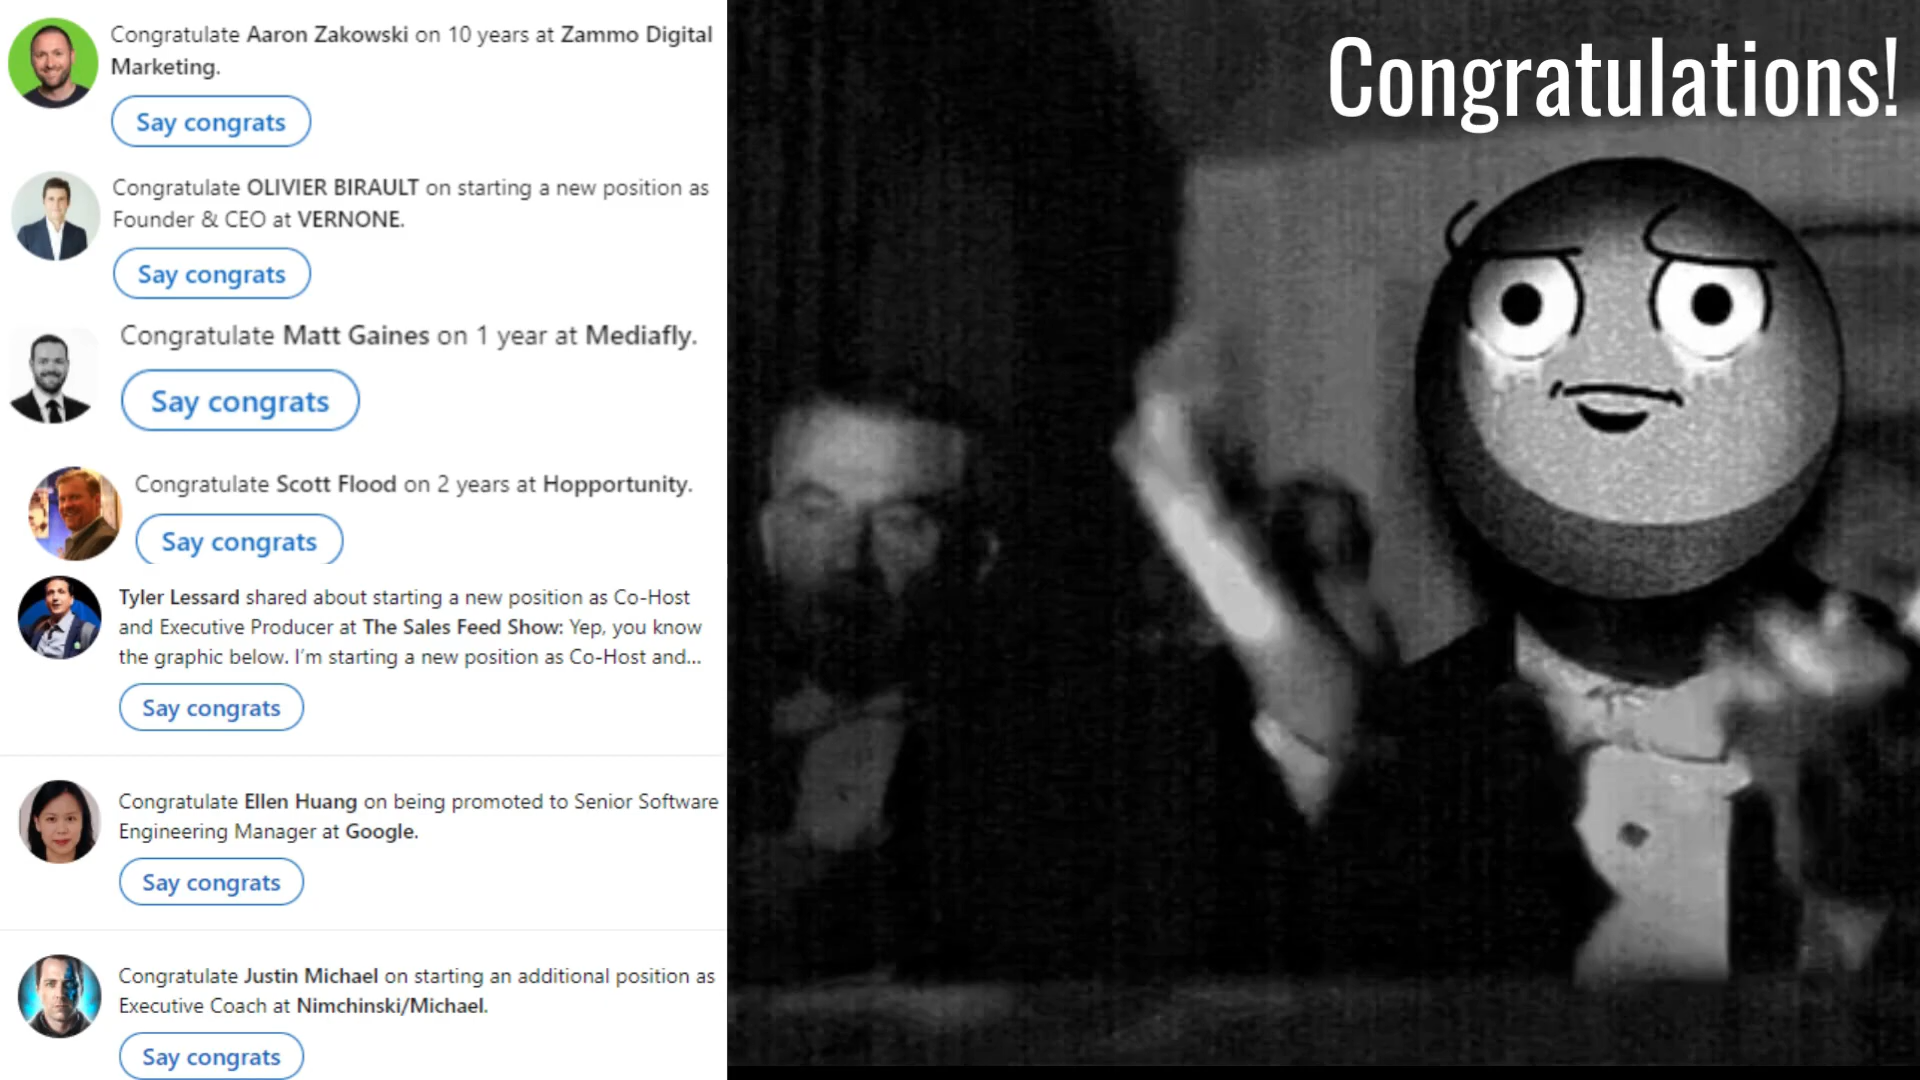 Congratulate Aaron Zakowski on 10 years at Zammo Digital
Marketing.
Say congrats
Congratulate OLIVIER BIRAULT on starting a new position as
Founder & CEO at VERNONE.
Say congrats
Congratulate Matt Gaines on 1 year at Mediafly.
Say congrats
Congratulate Scott Flood on 2 years at Hopportunity.
Say congrats
Tyler Lessard shared about starting a new position as Co-Host
and Executive Producer at The Sales Feed Show: Yep, you know
the graphic below. I'm starting a new position as Co-Host and...
Say congrats
Congratulate Ellen Huang on being promoted to Senior Software
Engineering Manager at Google.
Say congrats
Congratulate Justin Michael on starting an additional position as
Executive Coach at Nimchinski/Michael.
Say congrats
Congratulations!